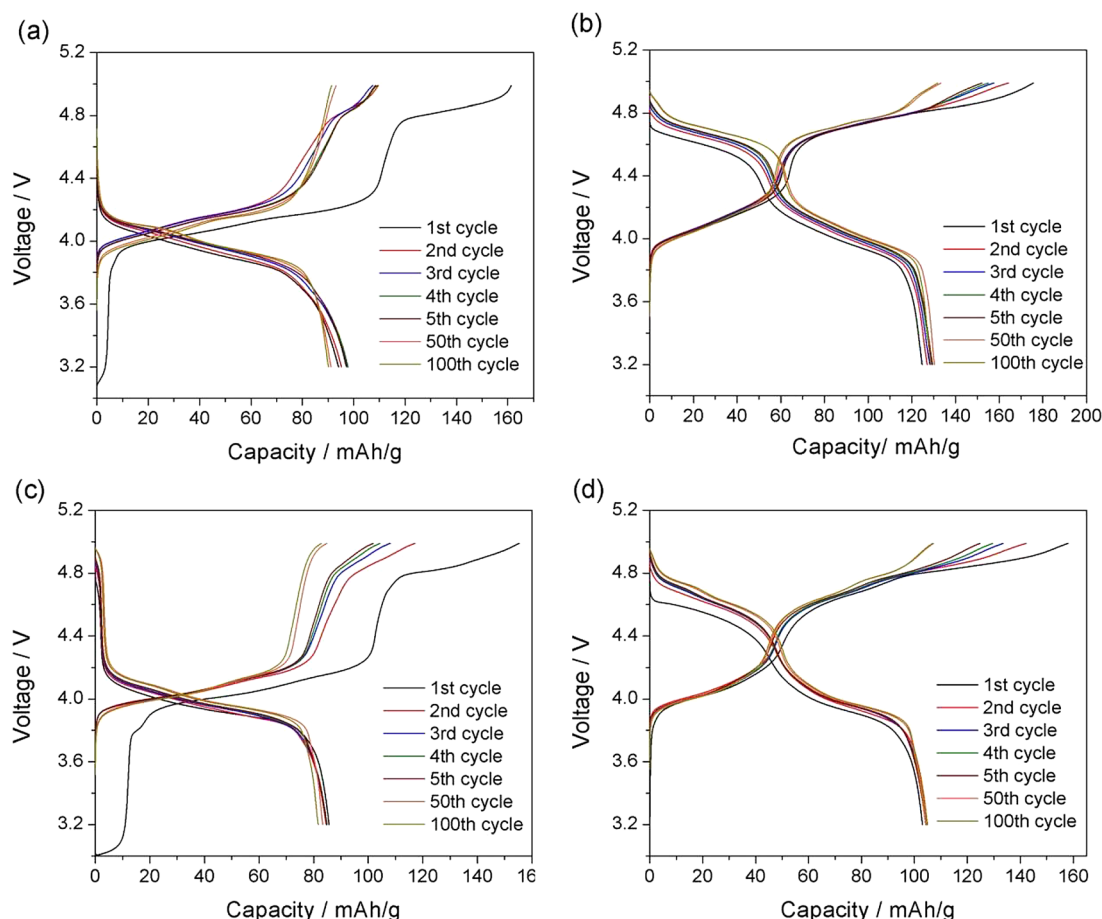 (a)
5.2
4.8
4.4
4.0
3.6
3.2
Voltage / V
1st cycle
2nd cycle
3rd cycle
4th cycle
5th cycle
50th cycle
100th cycle
0 20 40 60 80 100 120 140 160
Capacity / mAh/g
(b)
5.2
4.8
4.4
4.0
3.6
3.2
Voltage / V
1st cycle
2nd cycle
3rd cycle
4th cycle
5th cycle
50th cycle
100th cycle
0 20 40 60 80 100 120 140 160 180 200
Capacity/ mAh/g
(c)
5.2
4.8
4.4
4.0
3.6
3.2
Voltage / V
1st cycle
2nd cycle
3rd cycle
4th cycle
5th cycle
50th cycle
100th cycle
0 20 40 60 80 100 120 140 160
Capacity / mAh/g
(d)
5.2
4.8
4.4
4.0
3.6
3.2
Voltage / V
1st cycle
2nd cycle
3rd cycle
4th cycle
5th cycle
50th cycle
100th cycle
0 20 40 60 80 100 120 140 160
Capacity / mAh/g